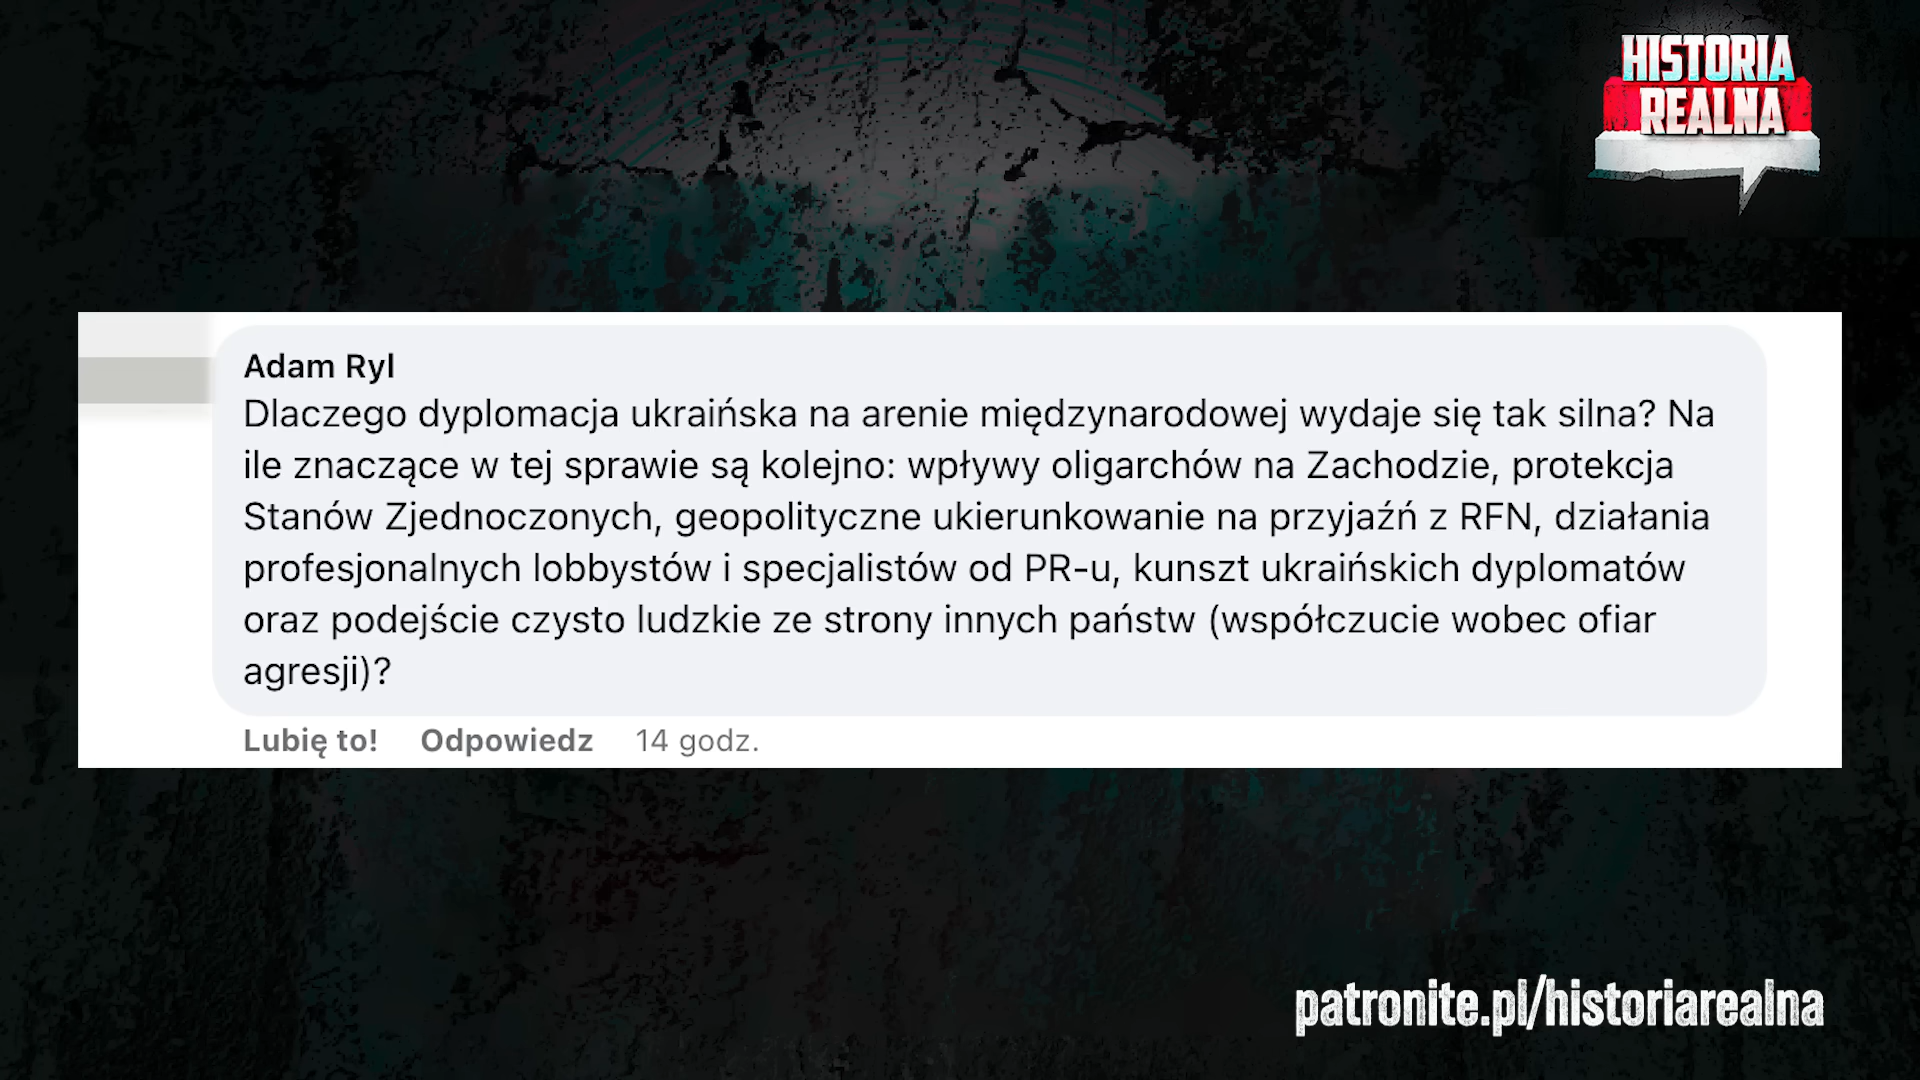 HISTORIA
REALNA
Adam Ryl
Dlaczego dyplomacja ukraińska na arenie międzynarodowej wydaje się tak silna? Na
ile znaczące w tej sprawie są kolejno: wpływy oligarchów na Zachodzie, protekcja
Stanów Zjednoczonych, geopolityczne ukierunkowanie na przyjaźń z RFN, działania
profesjonalnych lobbystów i specjalistów od PR-u, kunszt ukraińskich dyplomatów
oraz podejście czysto ludzkie ze strony innych państw (współczucie wobec ofiar
agresji)?
Lubię to! Odpowiedz 14 godz.
patronite.pl/historiarealna